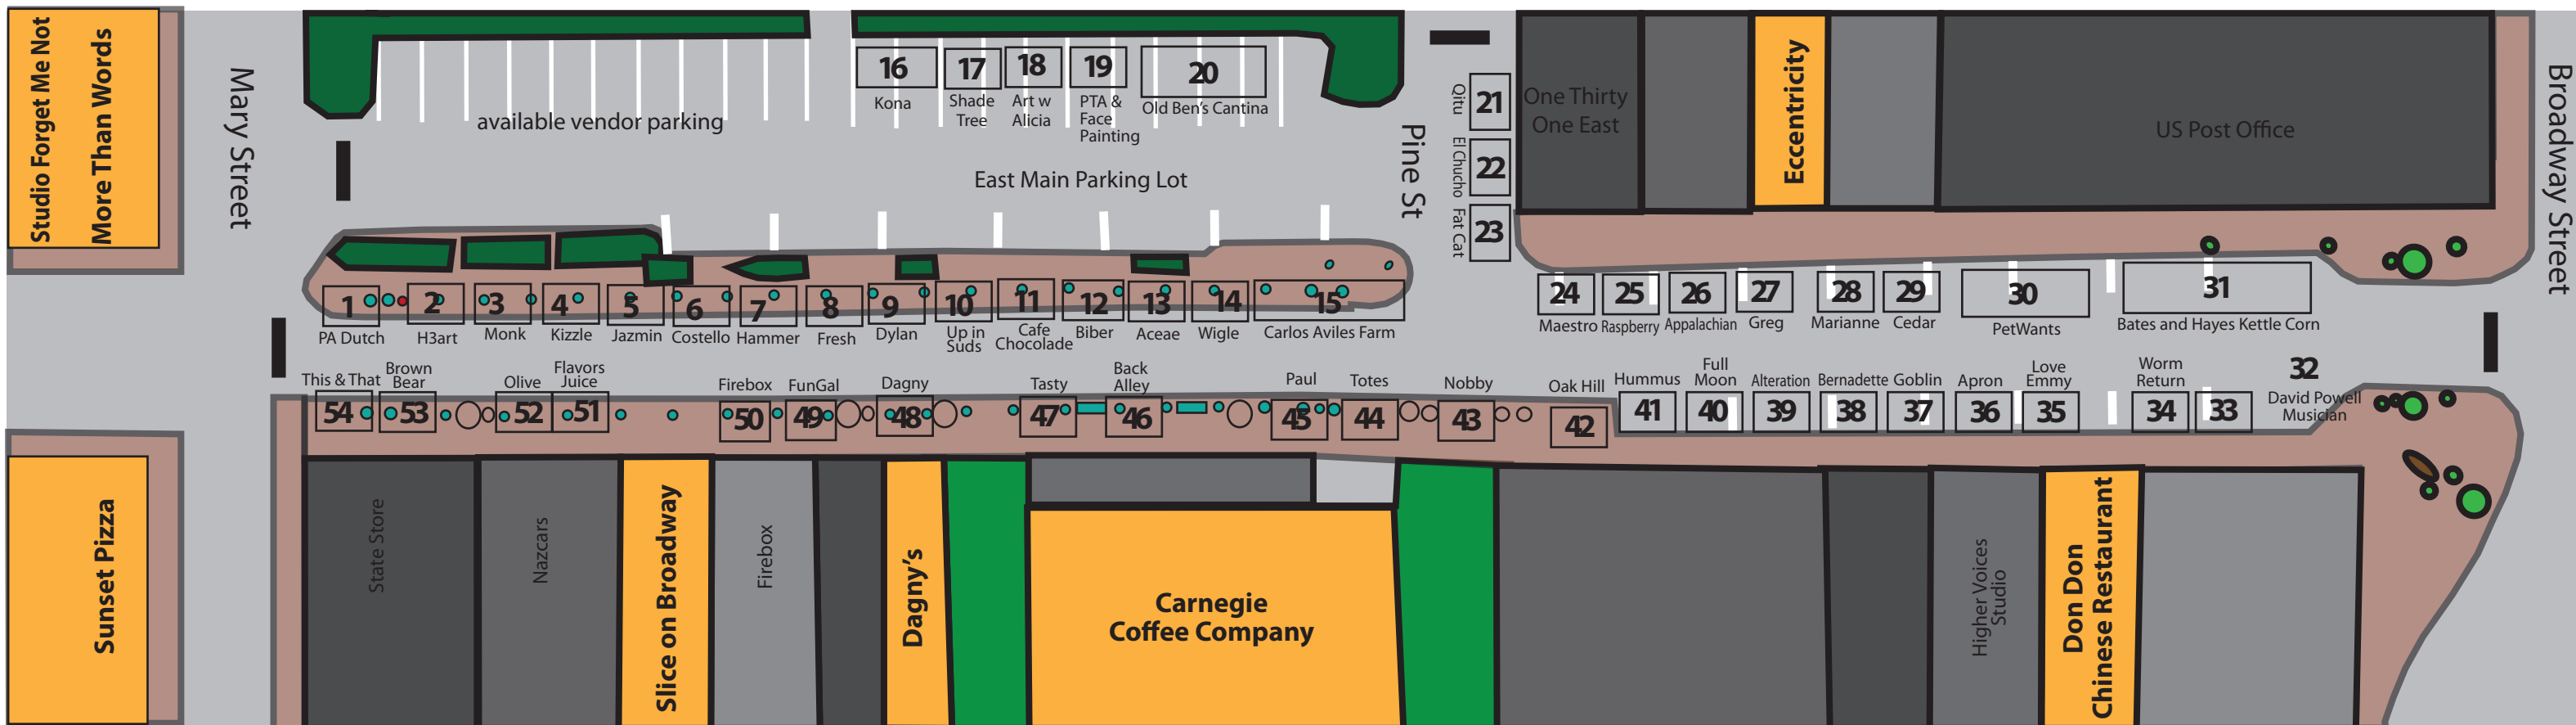 Studio Forget Me Not
More Than Words
Mary Street
available vendor parking
16
Kona
17
Shade
Tree
18
Art w
Alicia
19
PTA &
Face
Painting
20
Old Ben's Cantina
East Main Parking Lot
Pine St
Qitu
21
El Chucho
22
Fat Cat
23
One Thirty
One East
Eccentricity
US Post Office
Broadway Street
1
PA Dutch
2
H3art
3
Monk
4
Kizzle
5
Jazmin
6
Costello
7
Hammer
8
Fresh
9
Dylan
10
Up in
Suds
11
Cafe
Chocolade
12
Biber
13
Aceae
14
Wigle
15
Carlos Aviles Farm
24
Maestro
25
Raspberry
26
Appalachian
27
Greg
28
Marianne
29
Cedar
30
PetWants
31
Bates and Hayes Kettle Corn
This & That
54
Brown
Bear
53
Olive
52
Flavors
Juice
51
Firebox
50
FunGal
49
Dagny
48
Tasty
47
Back
Alley
46
Paul
45
Totes
44
Nobby
43
Oak Hill
42
Hummus
41
Full
Moon
40
Alteration
39
Bernadette
38
Goblin
37
Apron
36
Love
Emmy
35
Worm
Return
34
33
32
David Powell
Musician
Sunset Pizza
State Store
Nazcars
Slice on Broadway
Firebox
Dagny's
Carnegie
Coffee Company
Higher Voices
Studio
Don Don
Chinese Restaurant